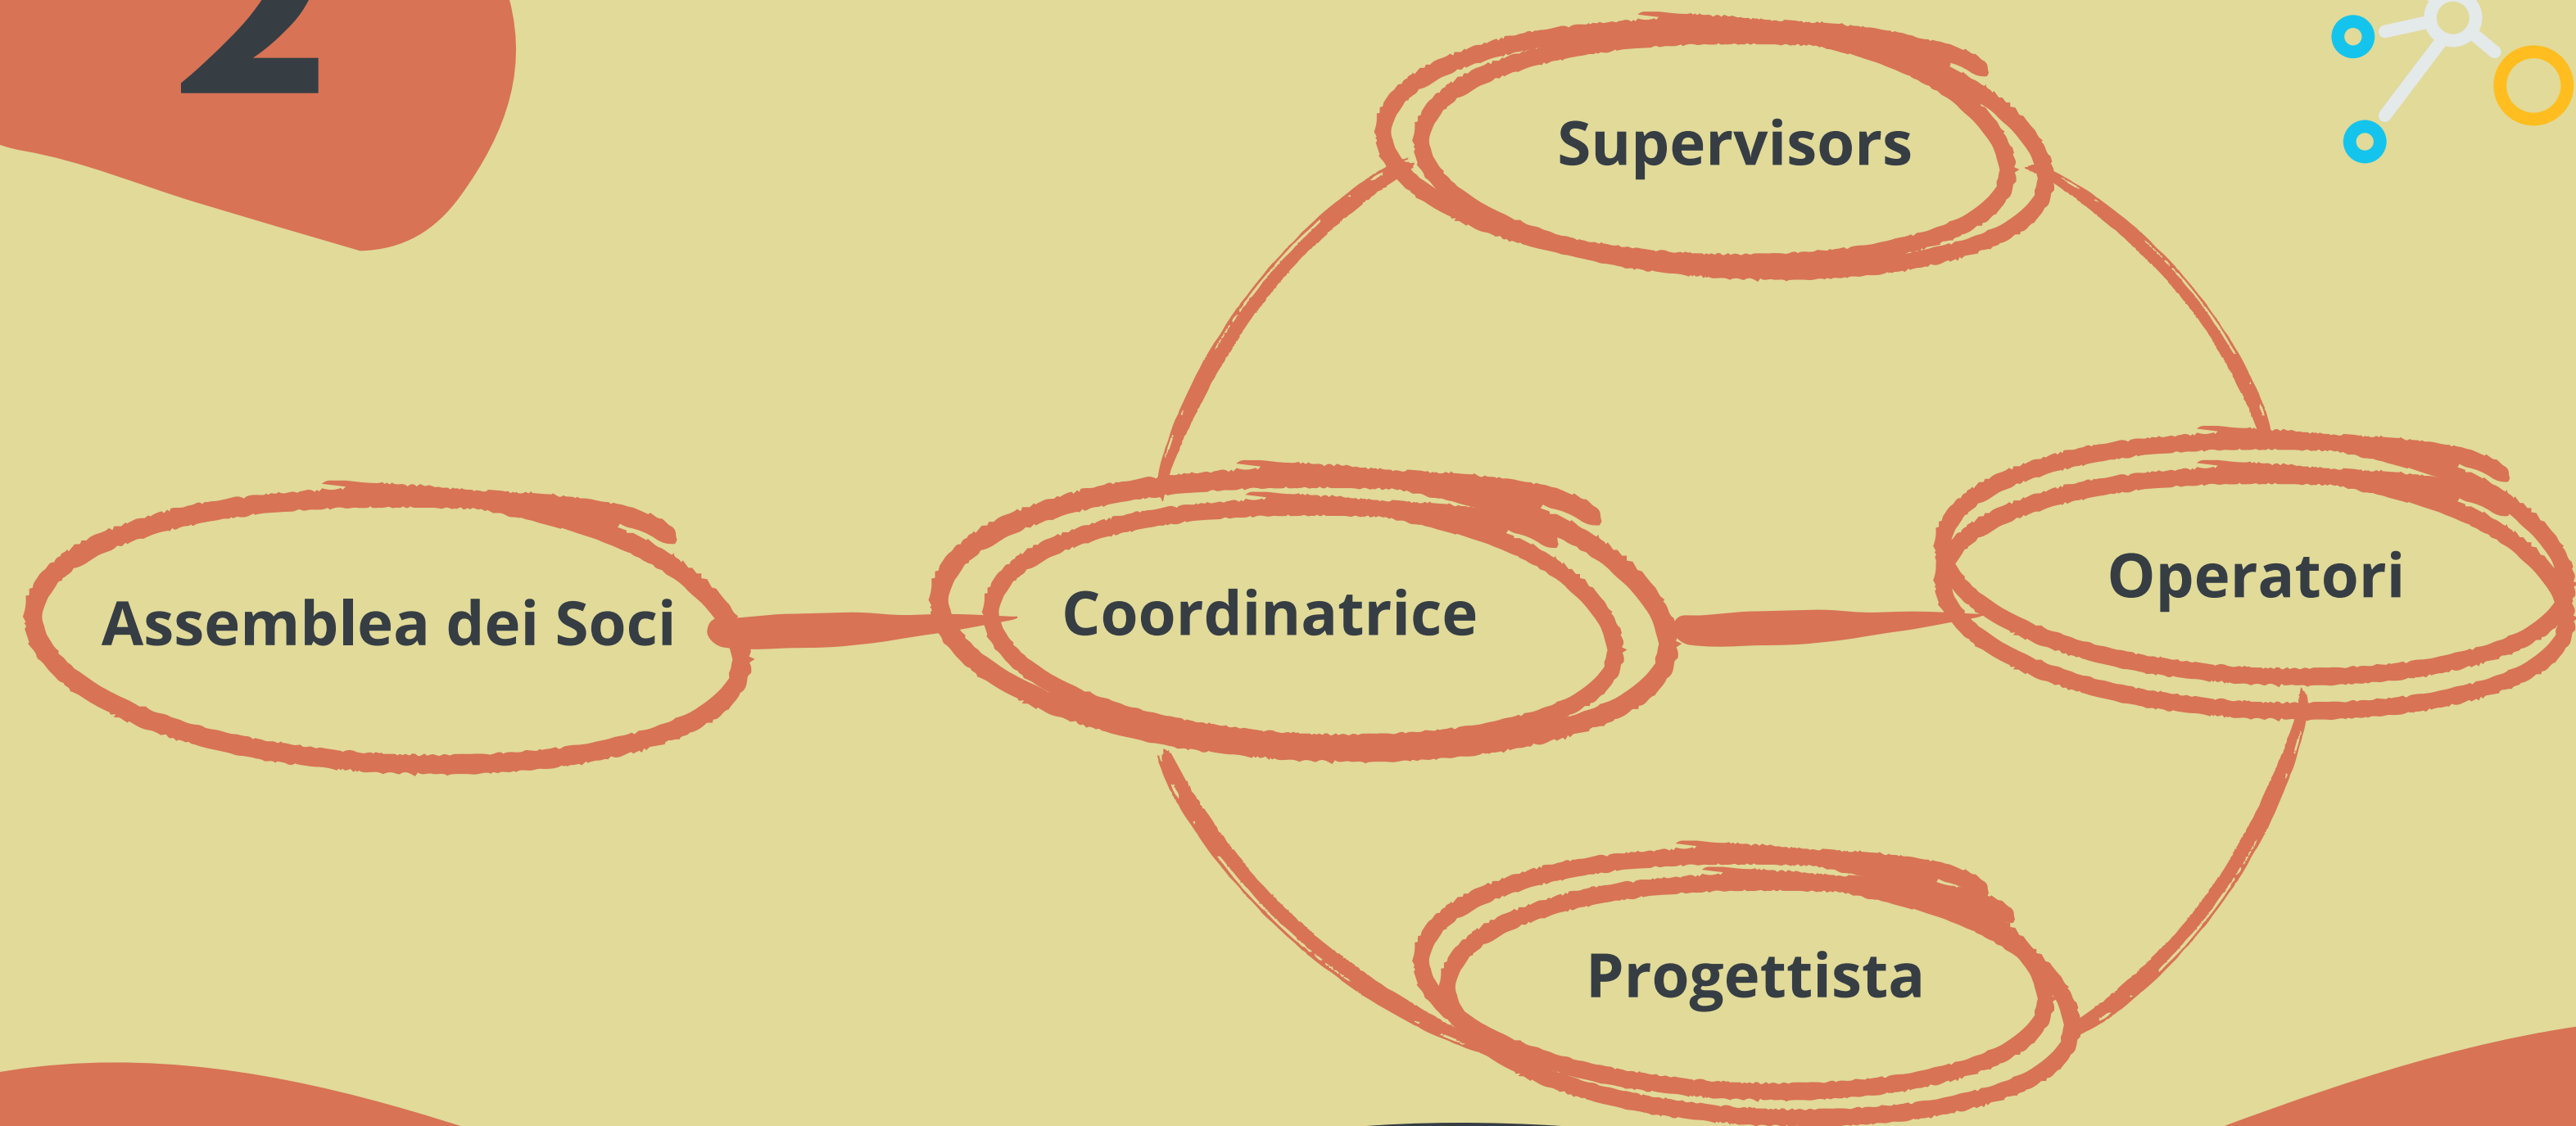 2
Supervisors
Assemblea dei Soci
Coordinatrice
Operatori
Progettista